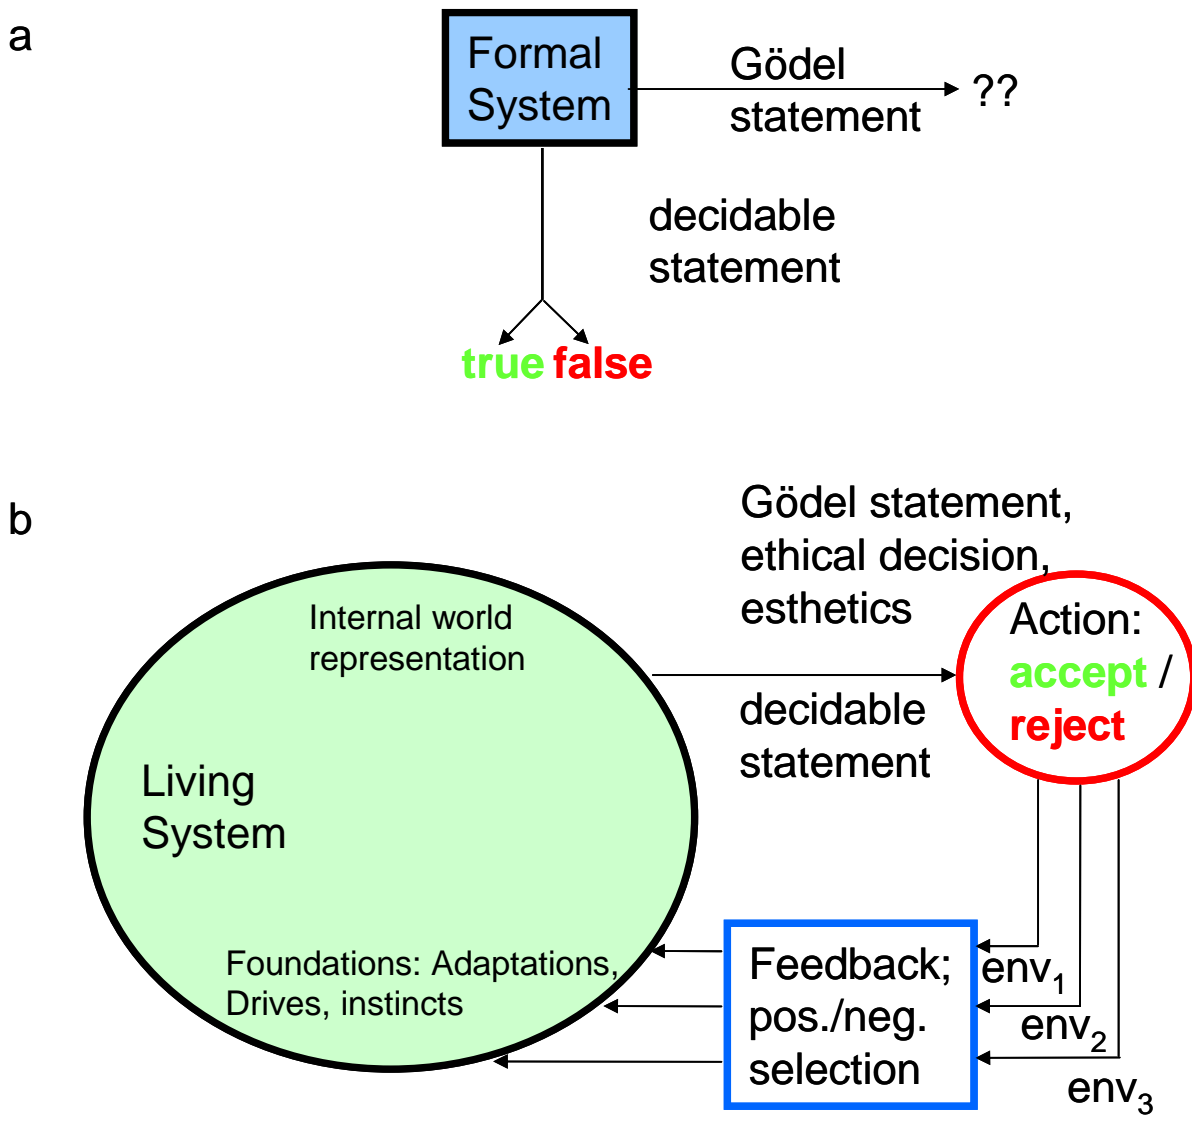 a
Formal
System
Gödel
statement
??
decidable
statement
true false
b
Gödel statement,
ethical decision,
esthetics
Internal world
representation
Action:
accept /
reject
decidable
statement
Living
System
Foundations: Adaptations,
Drives, instincts
Feedback;
pos./neg.
selection
env₁
env₂
env₃